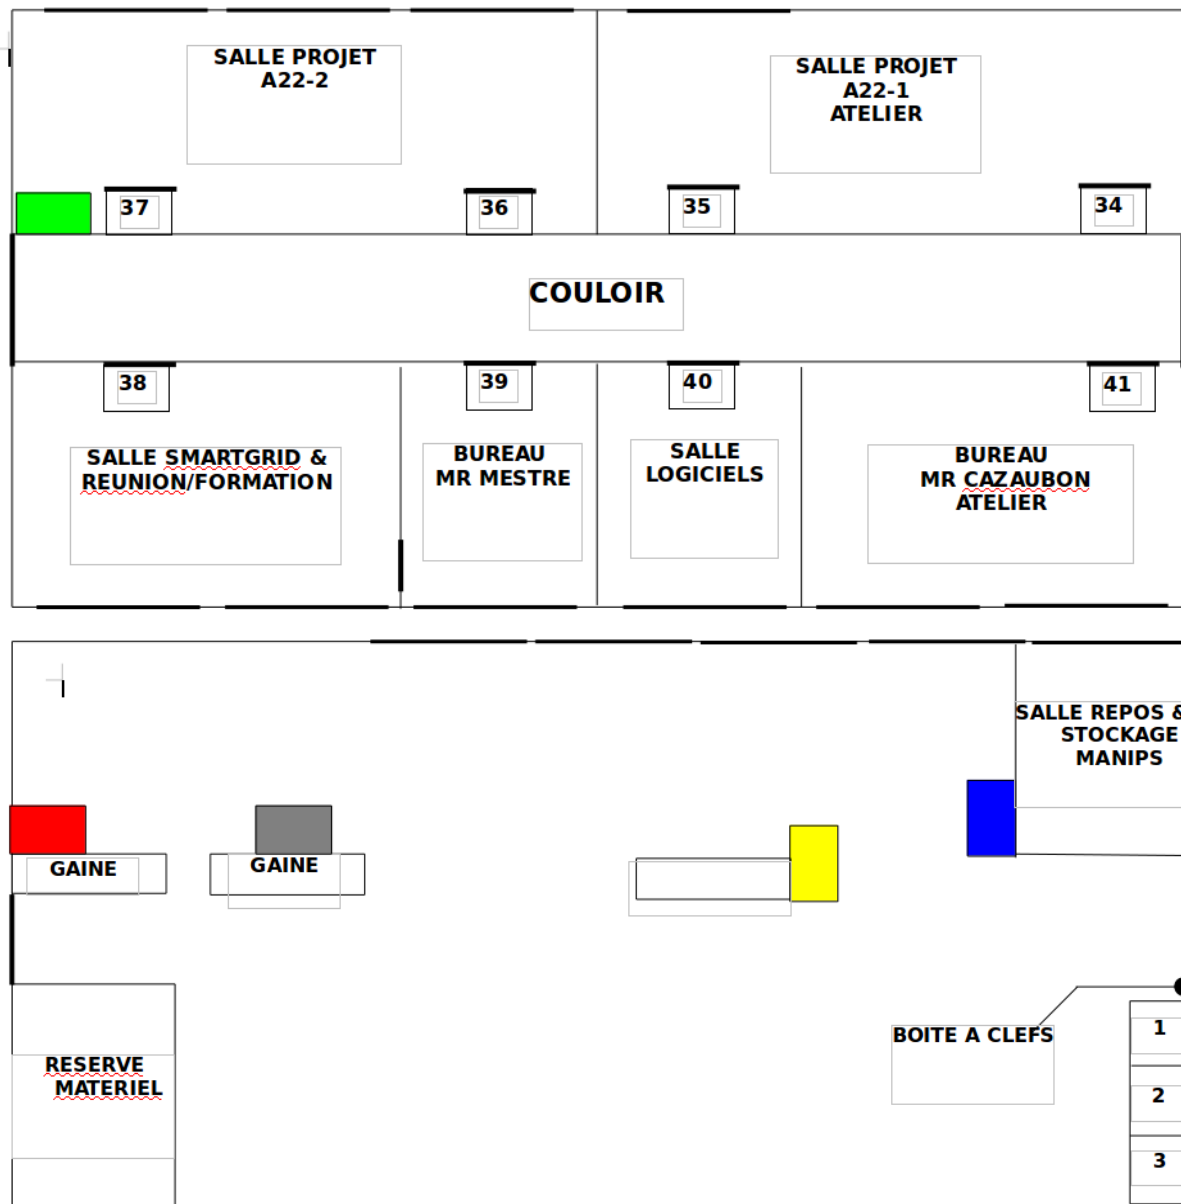 SALLE PROJET
A22-2
SALLE PROJET
A22-1
ATELIER
37
36
35
34
COULOIR
38
39
40
41
SALLE SMARTGRID &
REUNION/FORMATION
BUREAU
MR MESTRE
SALLE
LOGICIELS
BUREAU
MR CAZAUBON
ATELIER
SALLE REPOS &
STOCKAGE
MANIPS
GAINE
GAINE
BOITE A CLEFS
1
RESERVE
MATERIEL
2
3